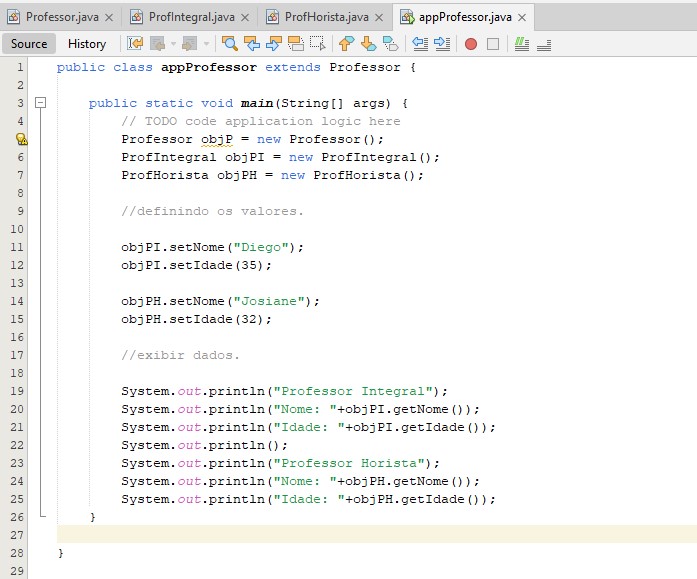 Professor.java ProfIntegral.java ProfHorista.java appProfessor.java
Source History
1 public class appProfessor extends Professor {
2
3 public static void main(String[] args) {
4 // TODO code application logic here
Professor objP = new Professor();
6 ProfIntegral objPI = new ProfIntegral();
7 ProfHorista objPH = new ProfHorista();
8
9 //definindo os valores.
10
11 objPI.setNome("Diego");
12 objPI.setIdade(35);
13
14 objPH.setNome("Josiane");
15 objPH.setIdade(32);
16
17 //exibir dados.
18
19 System.out.println("Professor Integral");
20 System.out.println("Nome: "+objPI.getNome());
21 System.out.println("Idade: "+objPI.getIdade());
22 System.out.println();
23 System.out.println("Professor Horista");
24 System.out.println("Nome: "+objPH.getNome());
25 System.out.println("Idade: "+objPH.getIdade());
26 }
27
28 }
29